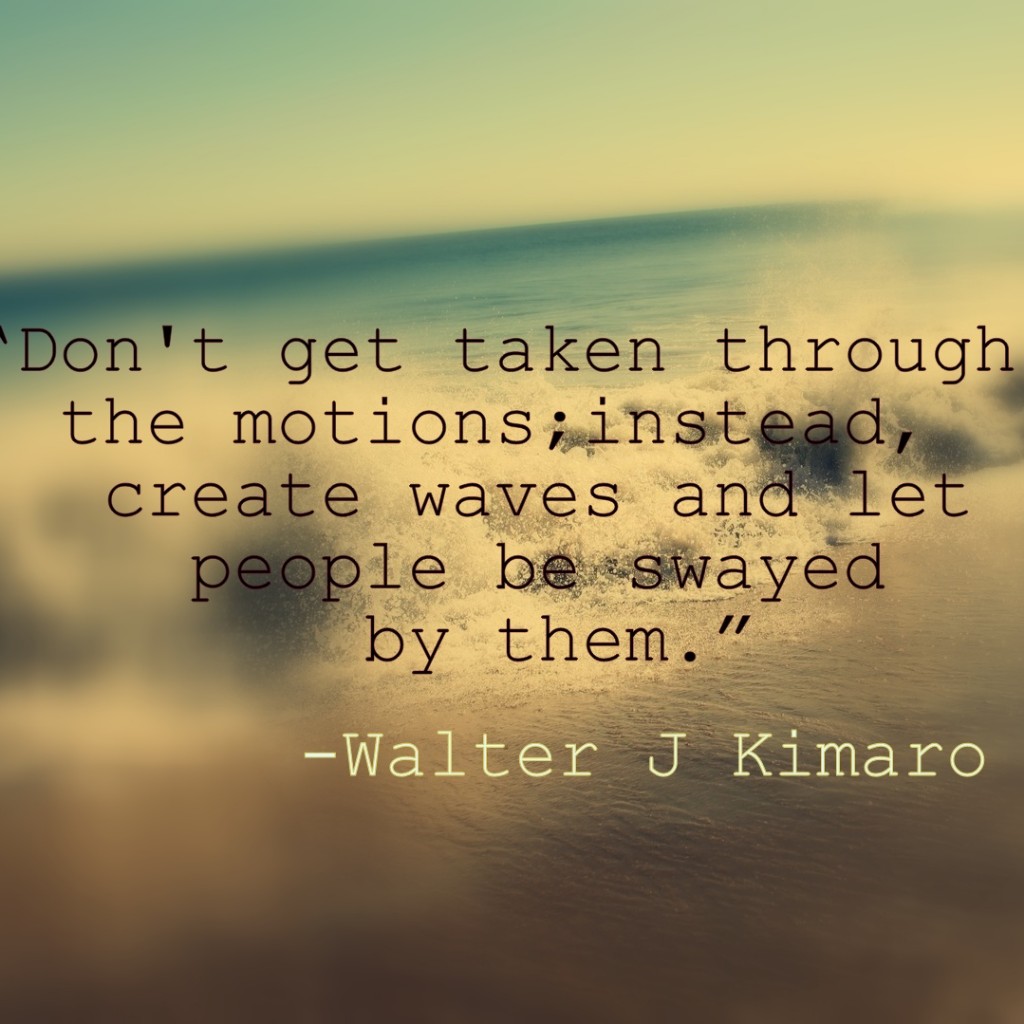 “Don't get taken through
the motions;instead,
create waves and let
people be swayed
by them.”
-Walter J Kimaro